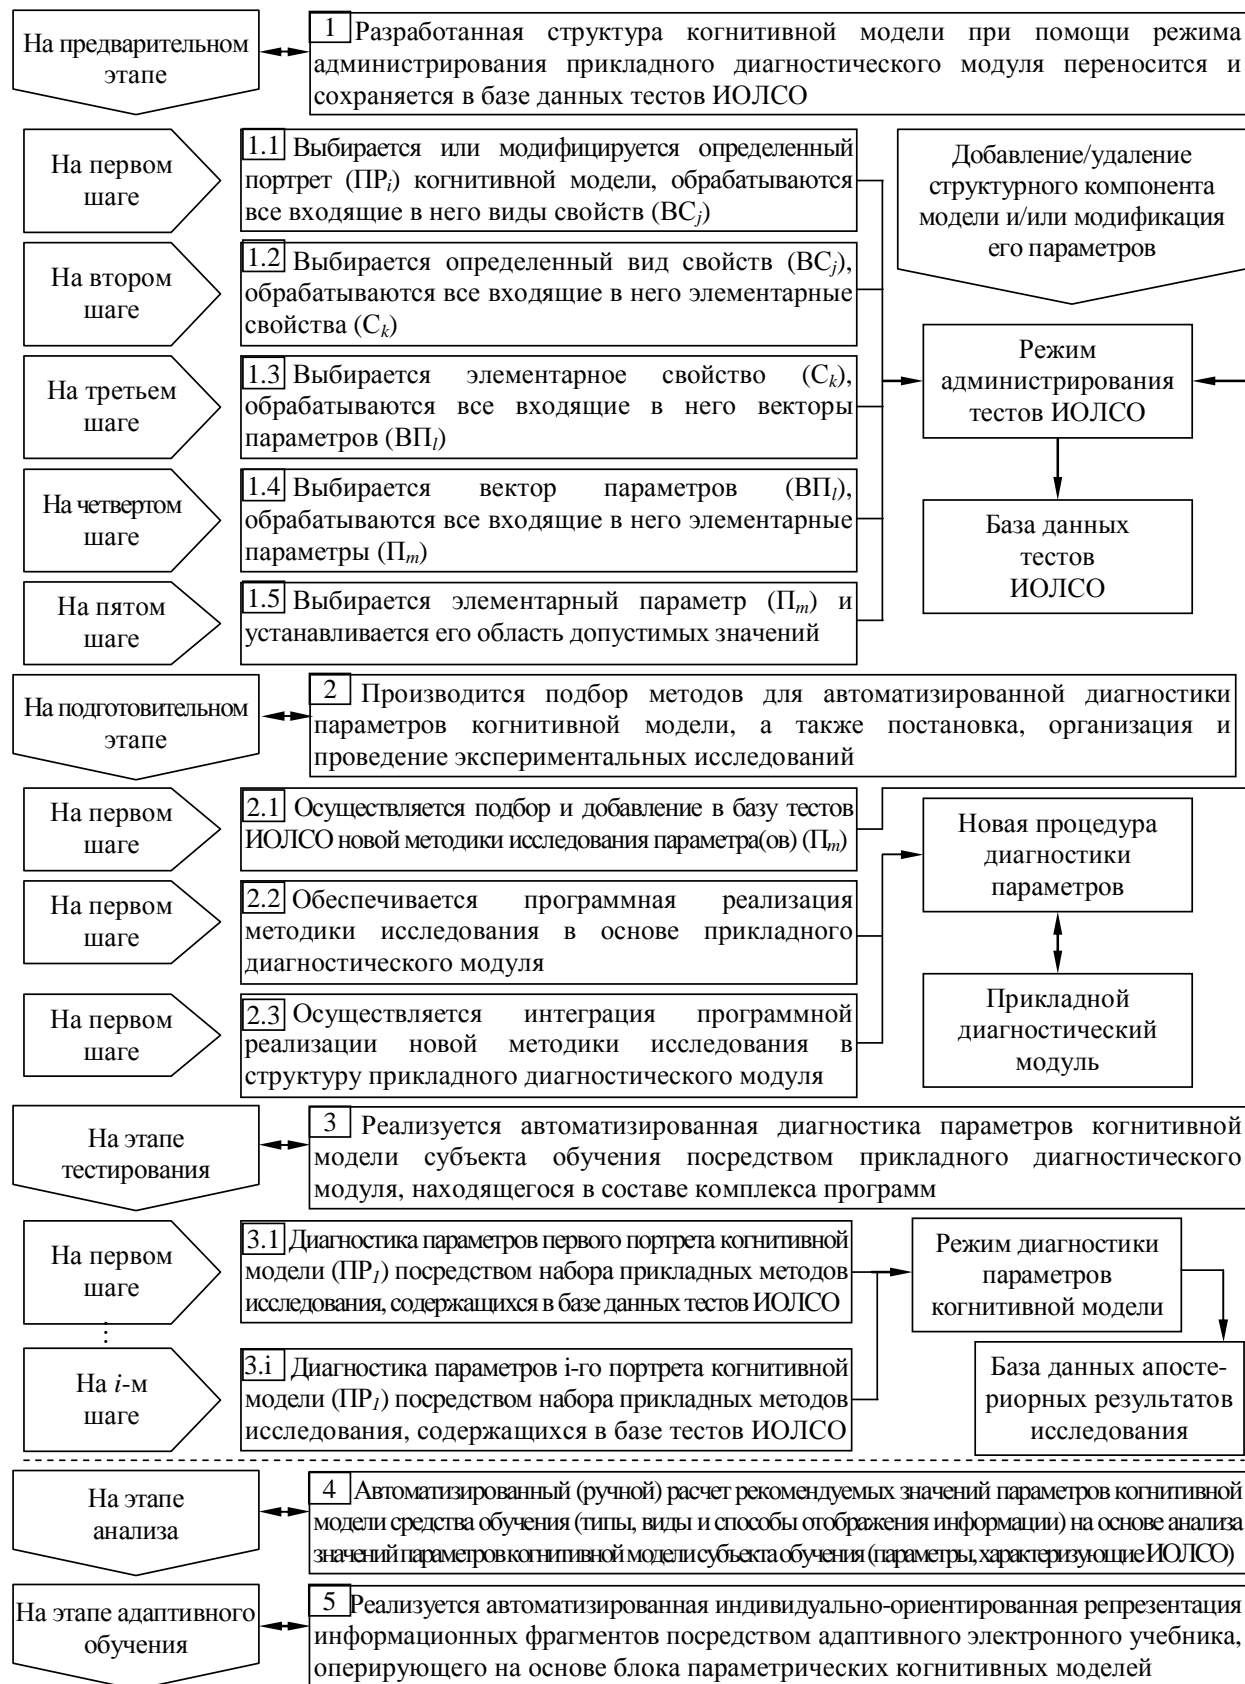 На предварительном
этапе
1 Разработанная структура когнитивной модели при помощи режима
администрирования прикладного диагностического модуля переносится и
сохраняется в базе данных тестов ИОЛСО
На первом
шаге
1.1 Выбирается или модифицируется определенный
портрет (ПРi) когнитивной модели, обрабатываются
все входящие в него виды свойств (ВСj)
Добавление/удаление
структурного компонента
модели и/или модификация
его параметров
На втором
шаге
1.2 Выбирается определенный вид свойств (ВСj),
обрабатываются все входящие в него элементарные
свойства (Сk)
На третьем
шаге
1.3 Выбирается элементарное свойство (Сk),
обрабатываются все входящие в него векторы
параметров (ВПl)
Режим
администрирования
тестов ИОЛСО
На четвертом
шаге
1.4 Выбирается вектор параметров (ВПl),
обрабатываются все входящие в него элементарные
параметры (Пm)
База данных
тестов
ИОЛСО
На пятом
шаге
1.5 Выбирается элементарный параметр (Пm) и
устанавливается его область допустимых значений
На подготовительном
этапе
2 Производится подбор методов для автоматизированной диагностики
параметров когнитивной модели, а также постановка, организация и
проведение экспериментальных исследований
На первом
шаге
2.1 Осуществляется подбор и добавление в базу тестов
ИОЛСО новой методики исследования параметра(ов) (Пm)
Новая процедура
диагностики
параметров
На первом
шаге
2.2 Обеспечивается программная реализация
методики исследования в основе прикладного
диагностического модуля
На первом
шаге
2.3 Осуществляется интеграция программной
реализации новой методики исследования в
структуру прикладного диагностического модуля
Прикладной
диагностический
модуль
На этапе
тестирования
3 Реализуется автоматизированная диагностика параметров когнитивной
модели субъекта обучения посредством прикладного диагностического
модуля, находящегося в составе комплекса программ
На первом
шаге
3.1 Диагностика параметров первого портрета когнитивной
модели (ПР1) посредством набора прикладных методов
исследования, содержащихся в базе данных тестов ИОЛСО
Режим диагностики
параметров
когнитивной модели
⋮
На i-м
шаге
3.i Диагностика параметров i-го портрета когнитивной
модели (ПР1) посредством набора прикладных методов
исследования, содержащихся в базе тестов ИОЛСО
База данных апосте-
риорных результатов
исследования
На этапе
анализа
4 Автоматизированный (ручной) расчет рекомендуемых значений параметров когнитивной
модели средства обучения (типы, виды и способы отображения информации) на основе анализа
значений параметров когнитивной модели субъекта обучения (параметры, характеризующие ИОЛСО)
На этапе адаптивного
обучения
5 Реализуется автоматизированная индивидуально-ориентированная репрезентация
информационных фрагментов посредством адаптивного электронного учебника,
оперирующего на основе блока параметрических когнитивных моделей